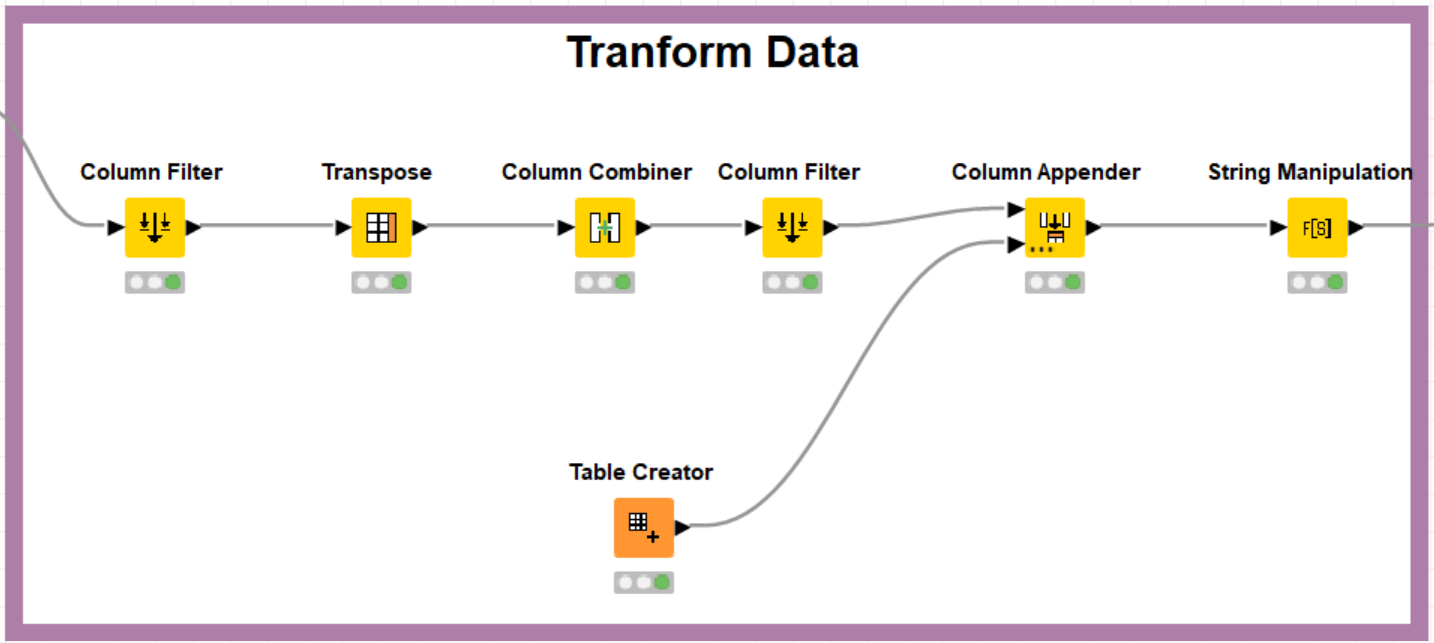 Tranform Data
Column Filter
Transpose
Column Combiner
Column Filter
Column Appender
String Manipulation
F[S]
Table Creator